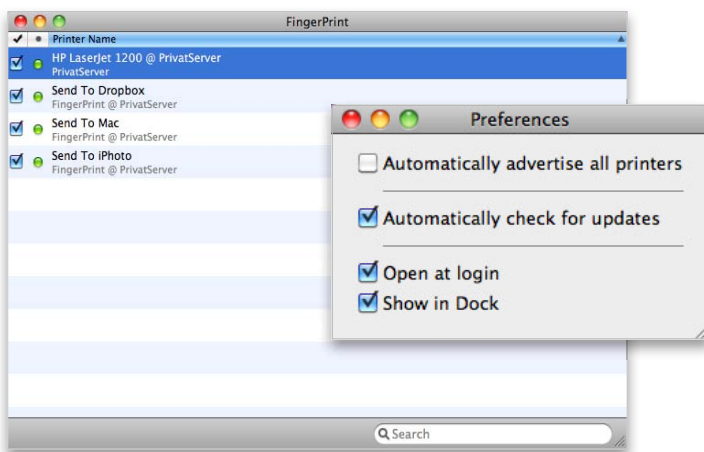 FingerPrint
Printer Name
HP LaserJet 1200 @ PrivatServer
PrivatServer
Send To Dropbox
FingerPrint @ PrivatServer
Send To Mac
FingerPrint @ PrivatServer
Send To iPhoto
FingerPrint @ PrivatServer
Search
Preferences
Automatically advertise all printers
Automatically check for updates
Open at login
Show in Dock